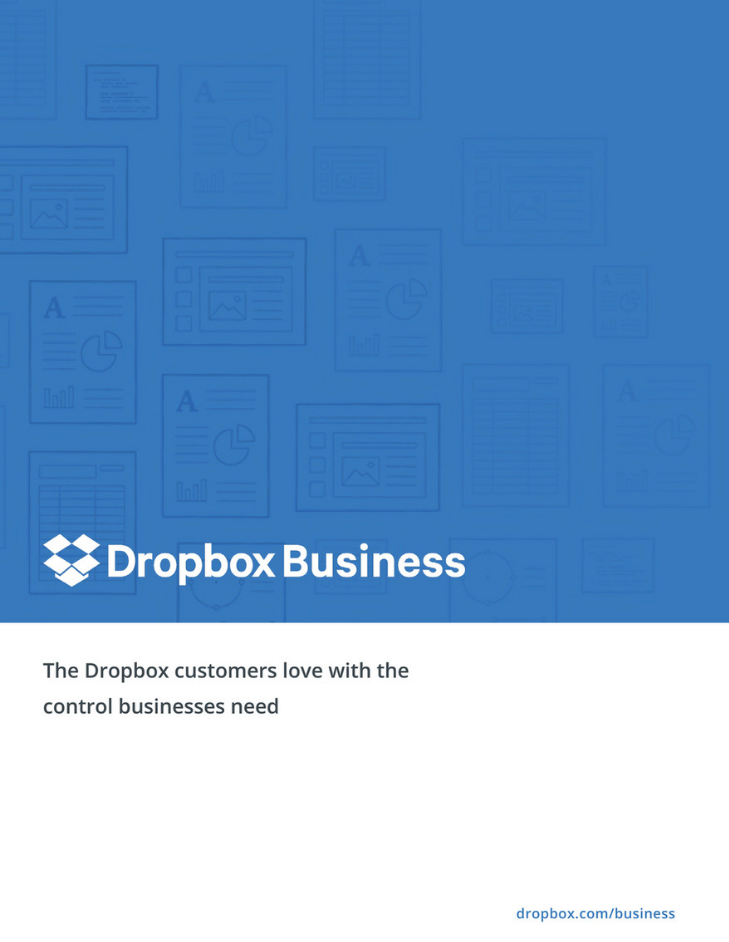 Dropbox Business
The Dropbox customers love with the
control businesses need
dropbox.com/business